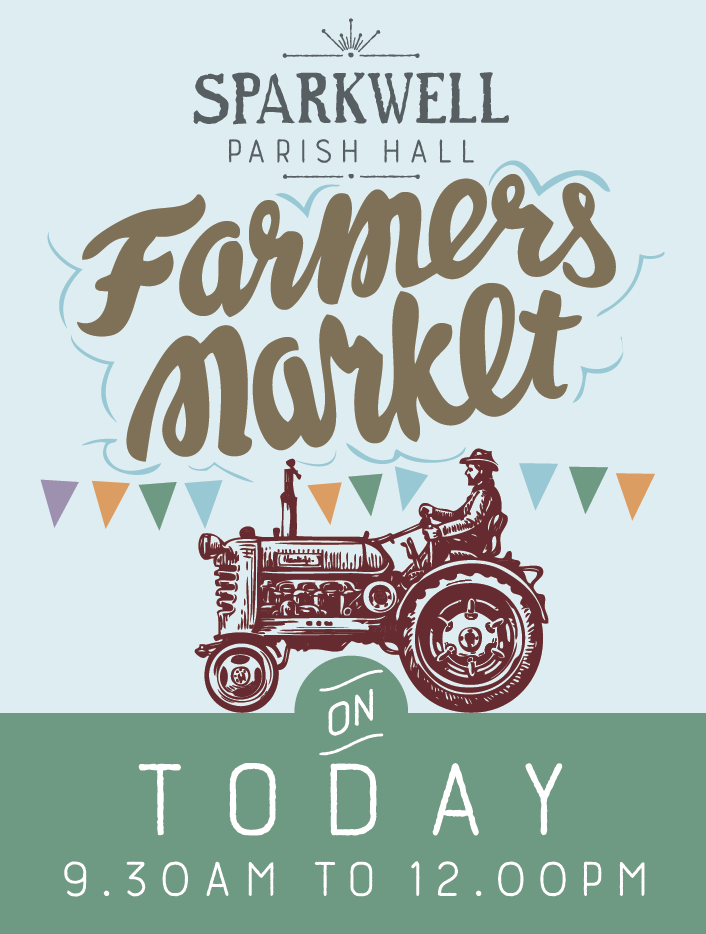 SPARKWELL
PARISH HALL
Farmers
Market
ON
TODAY
9.30AM TO 12.00PM